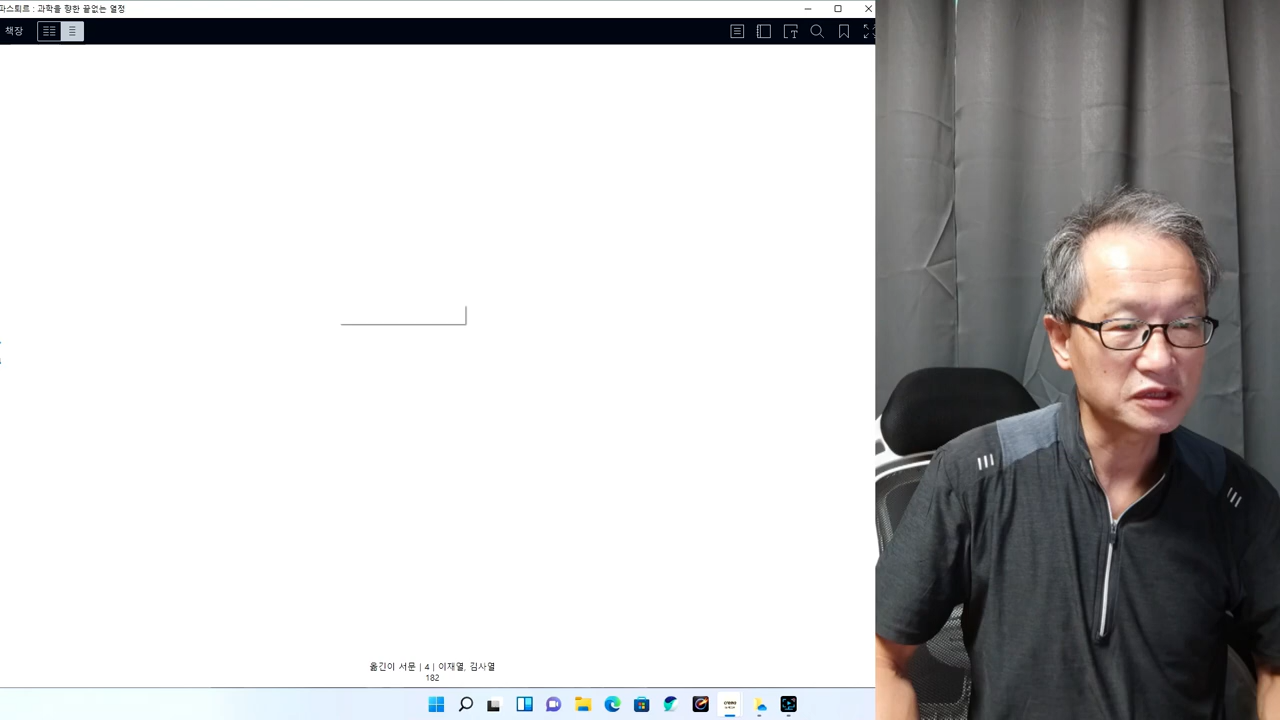 파스퇴르 : 과학을 향한 끝없는 열정
책장
옮긴이 서문 | 4 | 이재열, 김사열
182